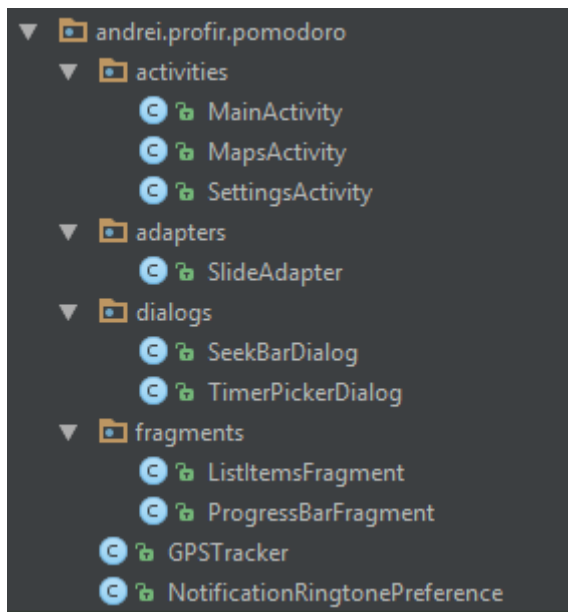 andrei.profir.pomodoro
activities
MainActivity
MapsActivity
SettingsActivity
adapters
SlideAdapter
dialogs
SeekBarDialog
TimerPickerDialog
fragments
ListItemsFragment
ProgressBarFragment
GPSTracker
NotificationRingtonePreference